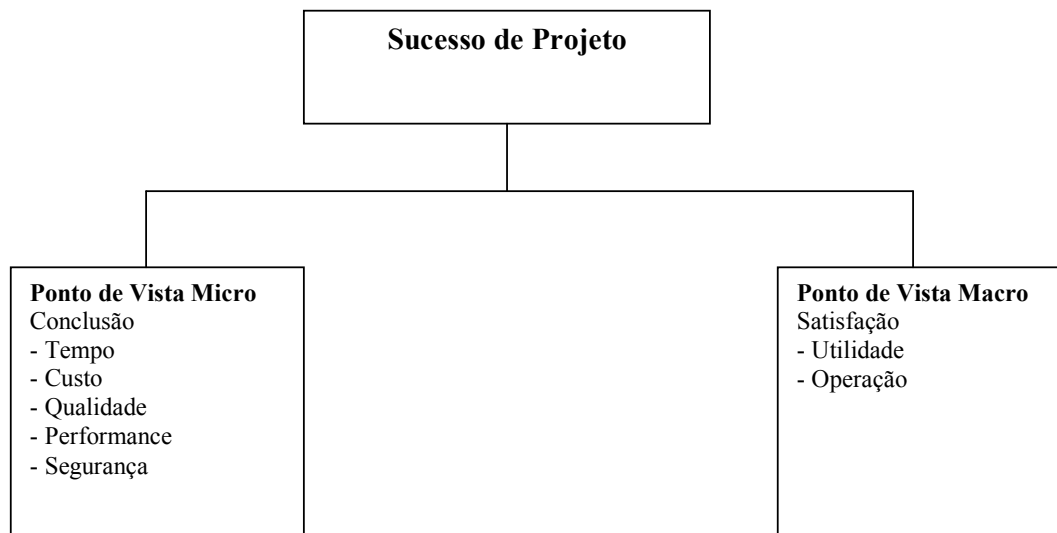 Sucesso de Projeto
Ponto de Vista Micro
Conclusão
- Tempo
- Custo
- Qualidade
- Performance
- Segurança
Ponto de Vista Macro
Satisfação
- Utilidade
- Operação